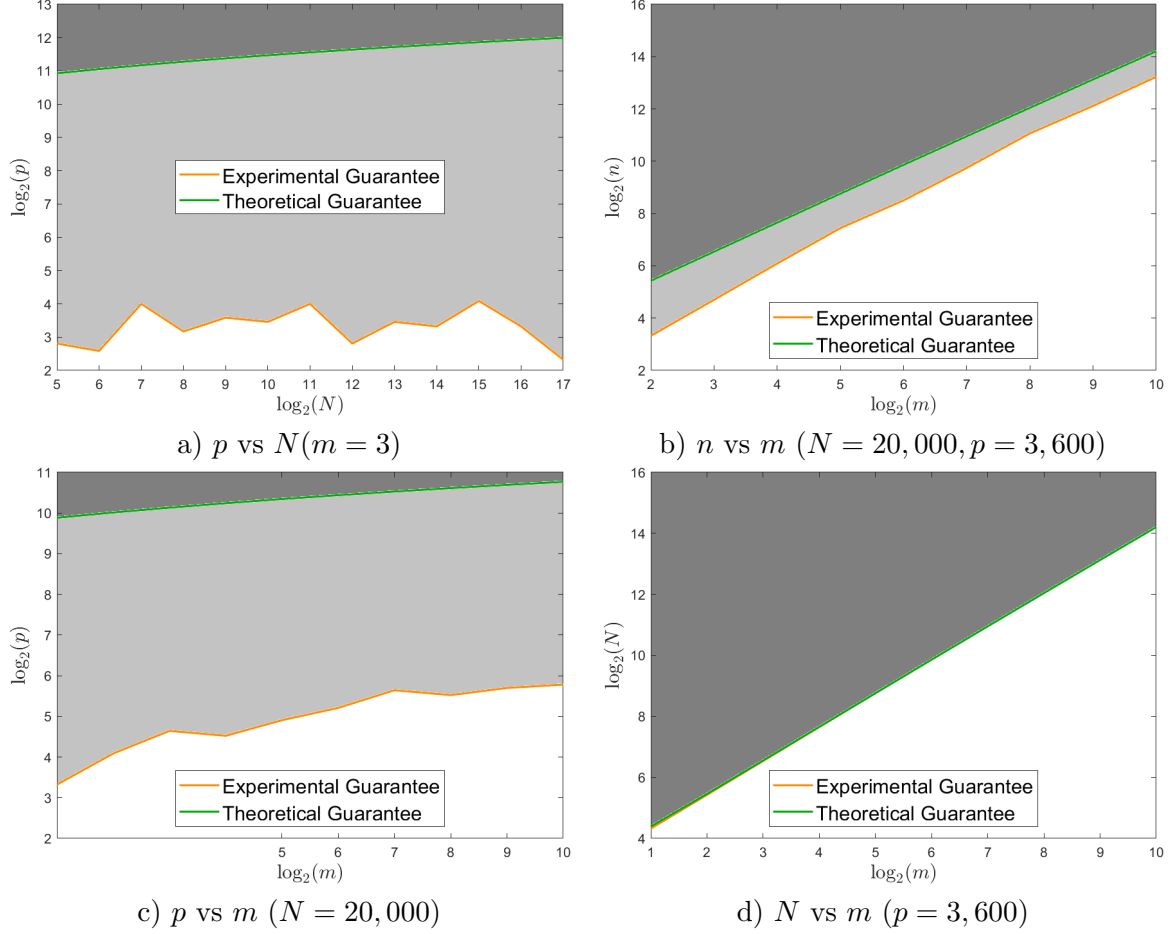 13
12
11
10
9
8
7
6
5
4
3
2
log₂(p)
Experimental Guarantee
Theoretical Guarantee
5 6 7 8 9 10 11 12 13 14 15 16 17
log₂(N)
a) p vs N(m = 3)
16
14
12
10
8
6
4
2
log₂(n)
Experimental Guarantee
Theoretical Guarantee
2 3 4 5 6 7 8 9 10
log₂(m)
b) n vs m (N = 20,000, p = 3,600)
11
10
9
8
7
6
5
4
3
2
log₂(p)
Experimental Guarantee
Theoretical Guarantee
5 6 7 8 9 10
log₂(m)
c) p vs m (N = 20,000)
16
14
12
10
8
6
4
log₂(N)
Experimental Guarantee
Theoretical Guarantee
1 2 3 4 5 6 7 8 9 10
log₂(m)
d) N vs m (p = 3,600)